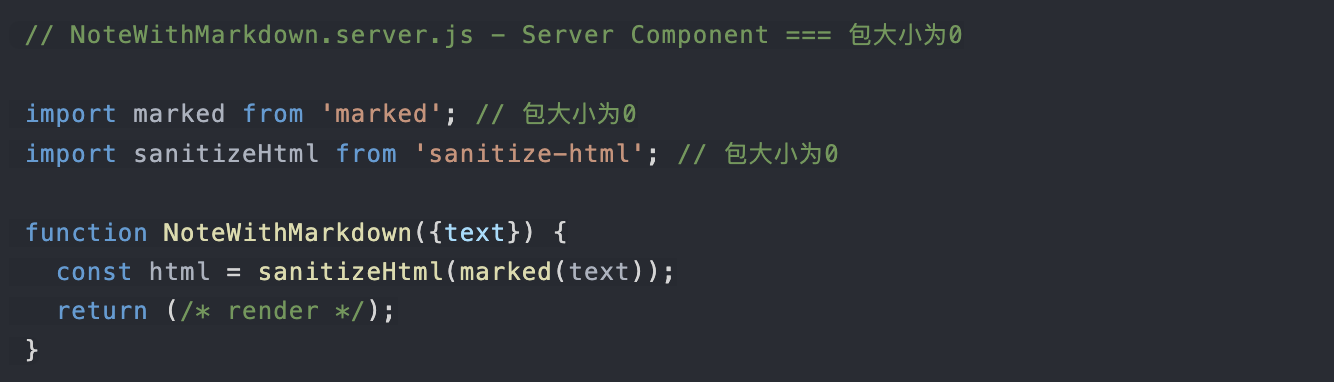 // NoteWithMarkdown.server.js - Server Component === 包大小为0
import marked from 'marked'; // 包大小为0
import sanitizeHtml from 'sanitize-html'; // 包大小为0
function NoteWithMarkdown({text}) {
  const html = sanitizeHtml(marked(text));
  return (/* render */);
}